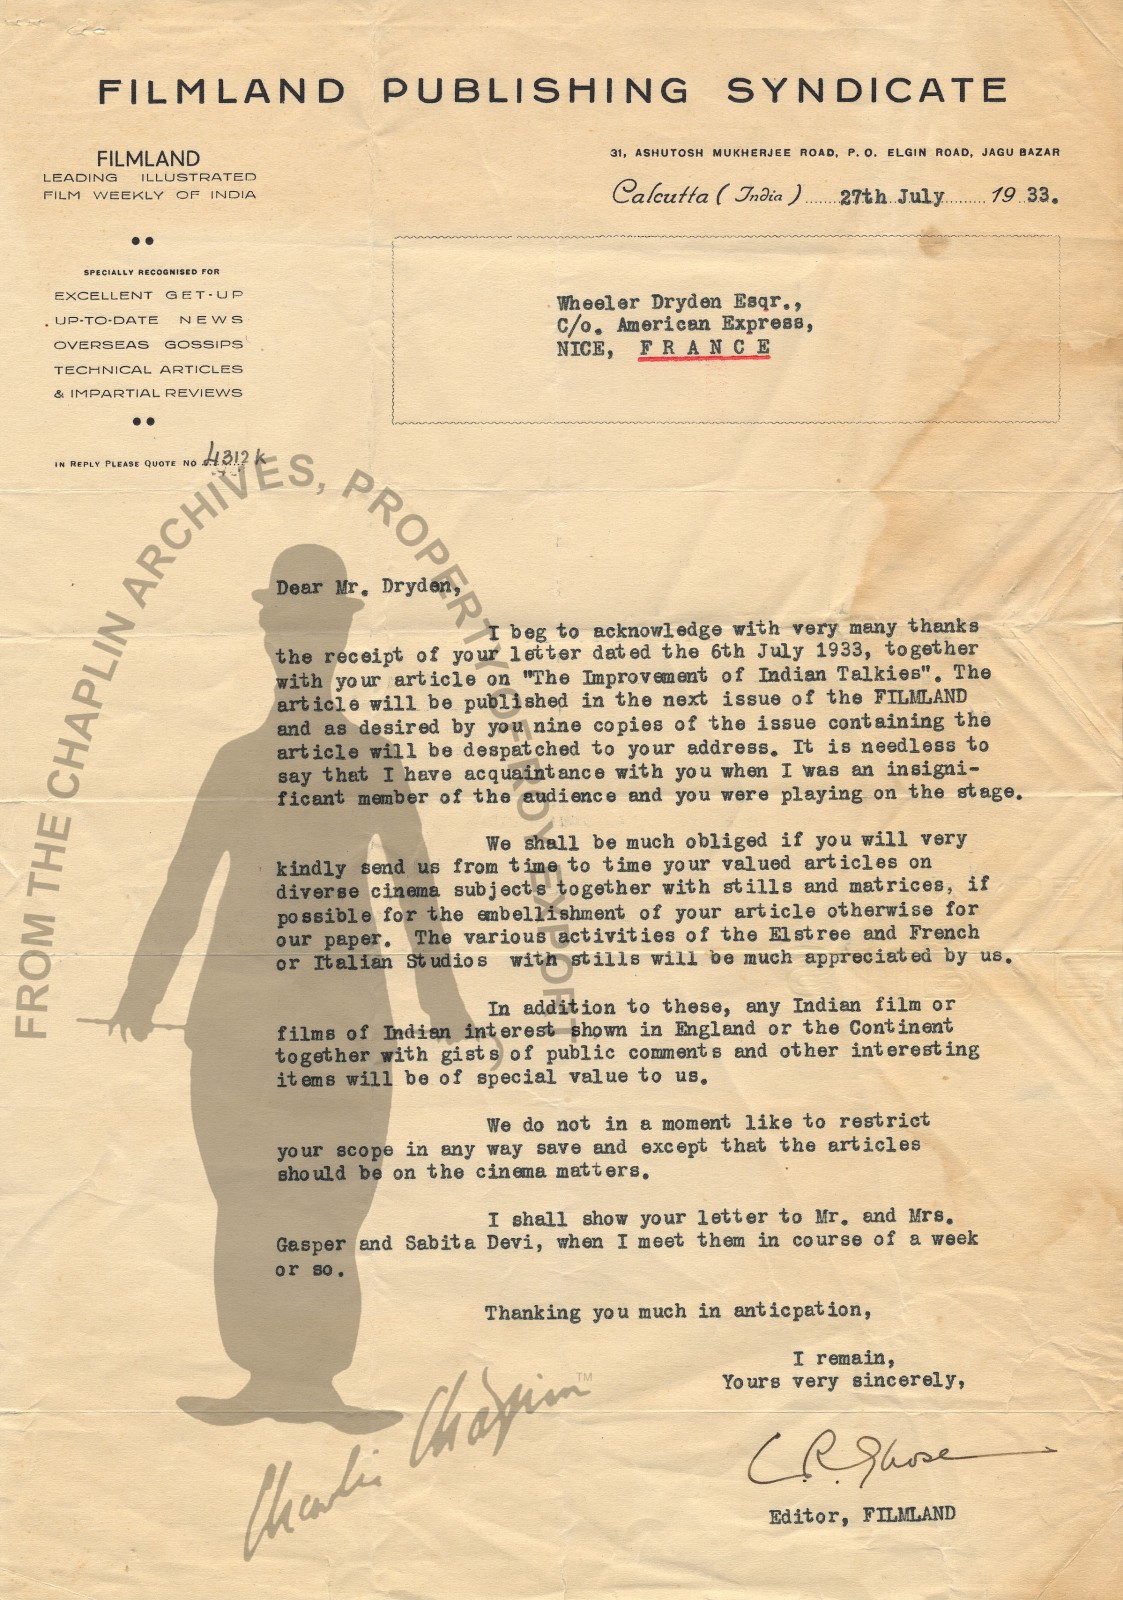 FILMLAND PUBLISHING SYNDICATE
FILMLAND
LEADING ILLUSTRATED
FILM WEEKLY OF INDIA
SPECIALLY RECOGNISED FOR
EXCELLENT GET-UP
UP-TO-DATE NEWS
OVERSEAS GOSSIPS
TECHNICAL ARTICLES
& IMPARTIAL REVIEWS
IN REPLY PLEASE QUOTE NO 4312K
31, ASHUTOSH MUKHERJEE ROAD, P. O. ELGIN ROAD, JAGU BAZAR
Calcutta (India) 27th July 1933.
Wheeler Dryden Esqr.,
C/o. American Express,
NICE, F R A N C E
Dear Mr. Dryden,
I beg to acknowledge with very many thanks
the receipt of your letter dated the 6th July 1933, together
with your article on "The Improvement of Indian Talkies". The
article will be published in the next issue of the FILMLAND
and as desired by you nine copies of the issue containing the
article will be despatched to your address. It is needless to
say that I have acquaintance with you when I was an insigni-
ficant member of the audience and you were playing on the stage.
We shall be much obliged if you will very
kindly send us from time to time your valued articles on
diverse cinema subjects together with stills and matrices, if
possible for the embellishment of your article otherwise for
our paper. The various activities of the Elstree and French
or Italian Studios with stills will be much appreciated by us.
In addition to these, any Indian film or
films of Indian interest shown in England or the Continent
together with gists of public comments and other interesting
items will be of special value to us.
We do not in a moment like to restrict
your scope in any way save and except that the articles
should be on the cinema matters.
I shall show your letter to Mr. and Mrs.
Gasper and Sabita Devi, when I meet them in course of a week
or so.
Thanking you much in anticpation,
I remain,
Yours very sincerely,
C. R. Ghose
Editor, FILMLAND
FROM THE CHAPLIN ARCHIVES, PROPERTY OF ROY EXPORT
Charlie Chaplin TM